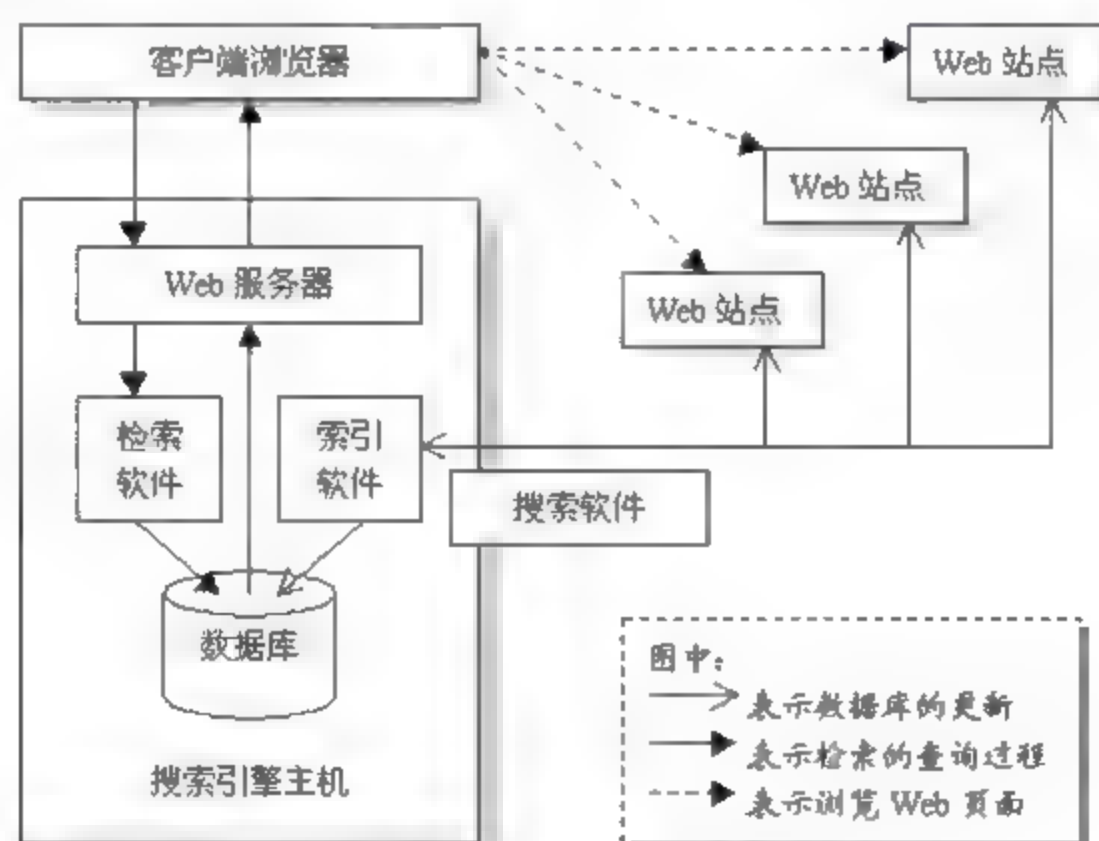 客户端浏览器
Web 站点
Web 站点
Web 站点
Web 服务器
检索
软件
索引
软件
搜索软件
数据库
搜索引擎主机
图中:
表示数据库的更新
表示检索的查询过程
表示浏览 Web 页面